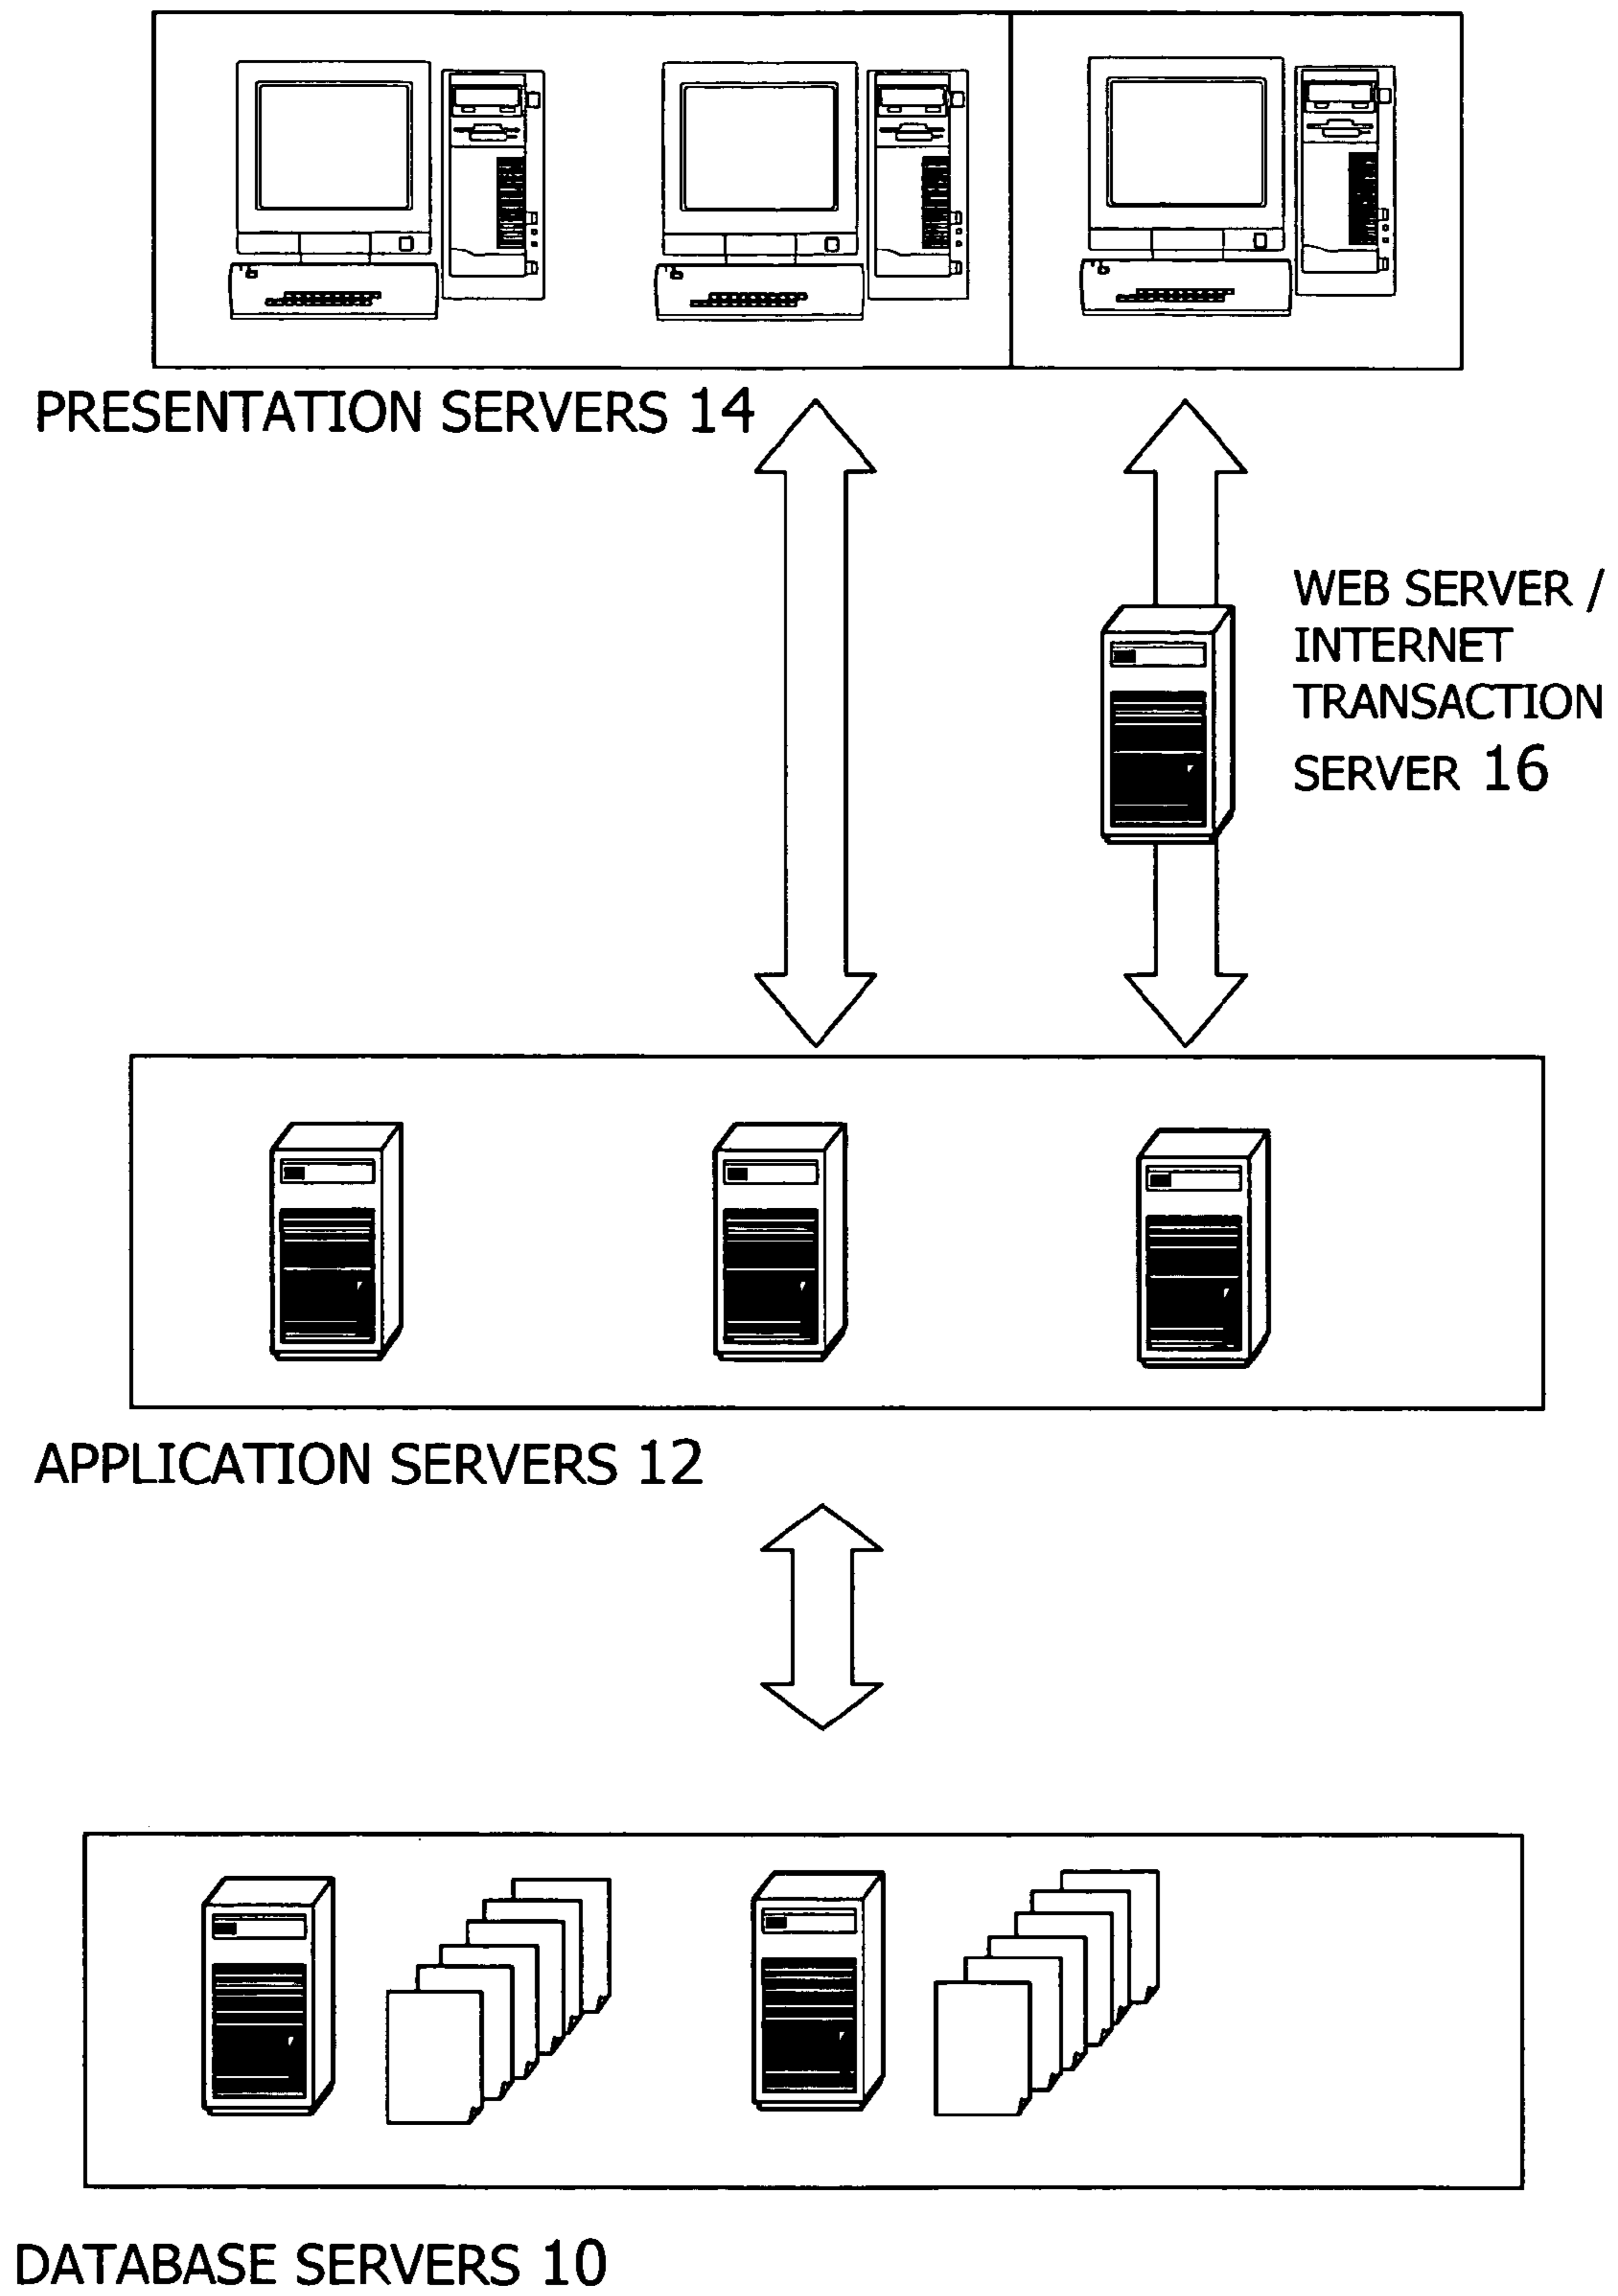 PRESENTATION SERVERS 14
WEB SERVER /
INTERNET
TRANSACTION
SERVER 16
APPLICATION SERVERS 12
DATABASE SERVERS 10